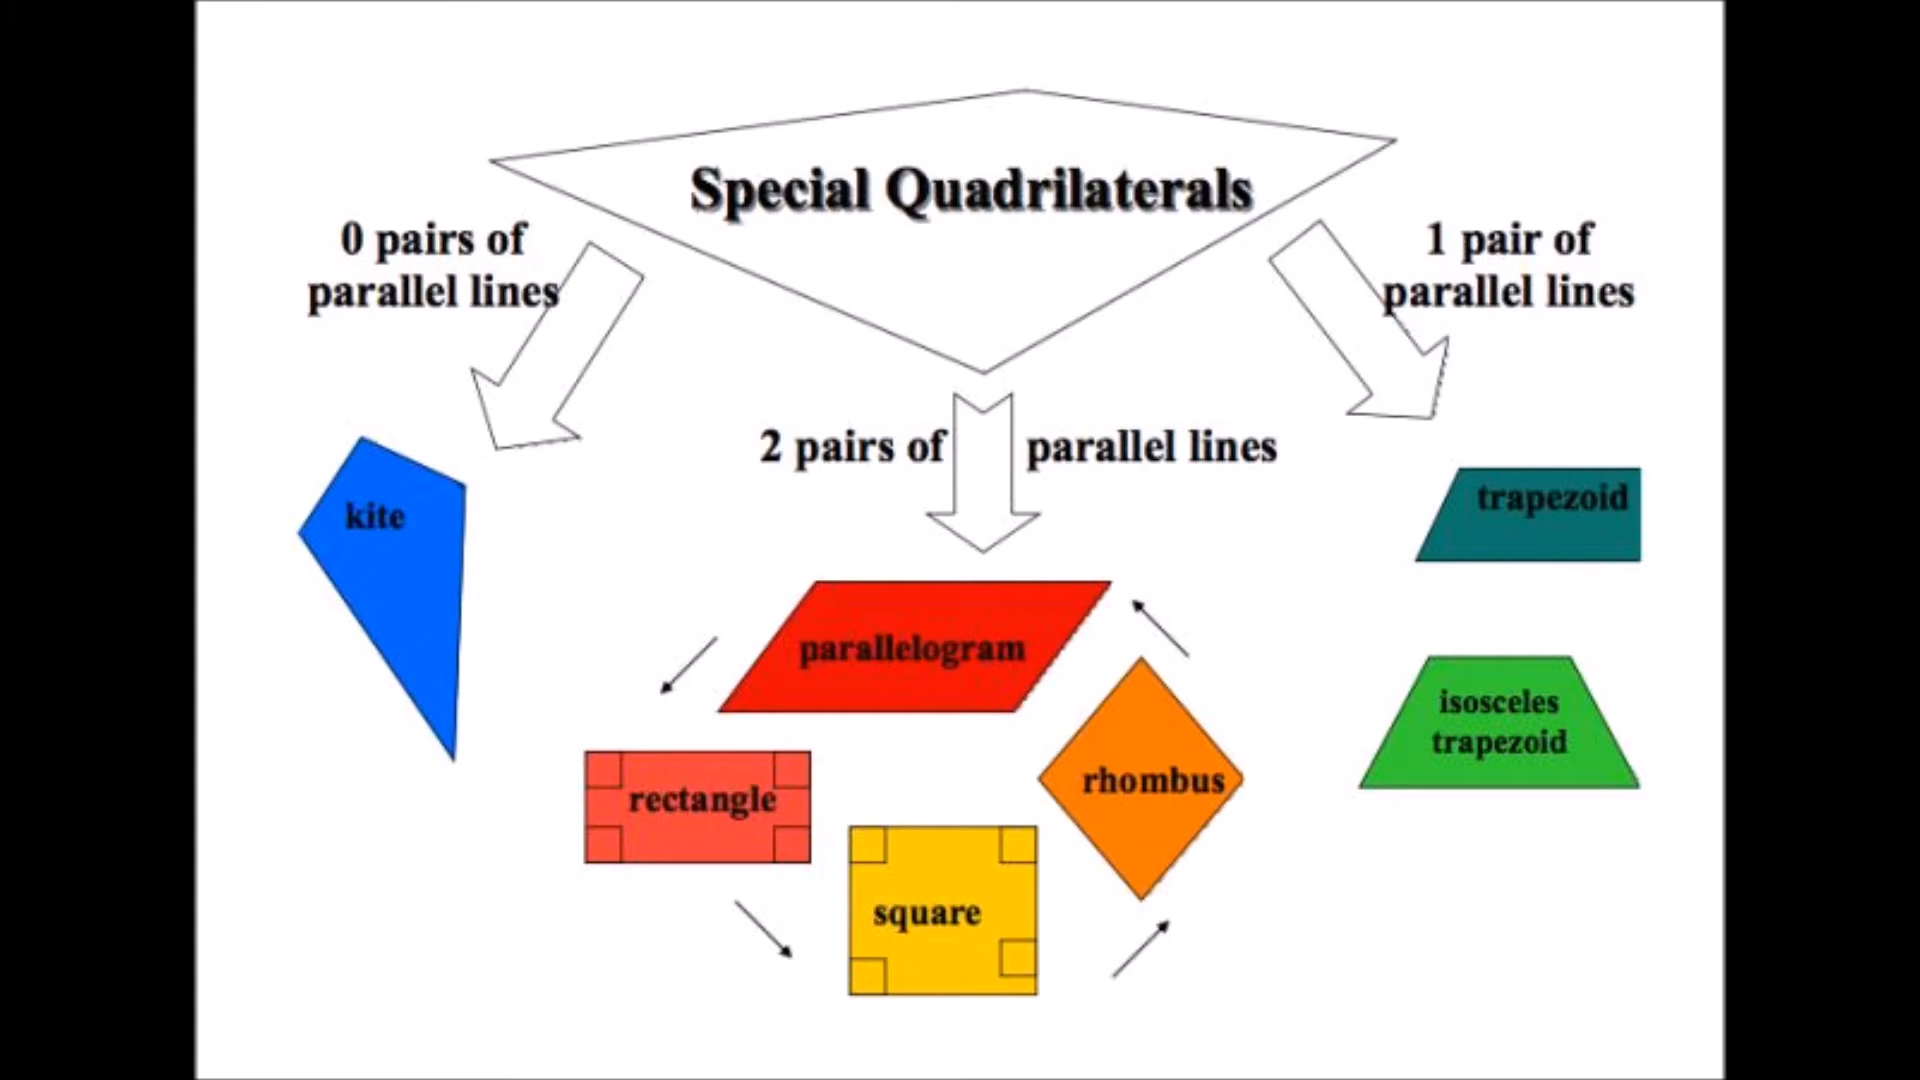 Special Quadrilaterals
0 pairs of
parallel lines
1 pair of
parallel lines
2 pairs of parallel lines
kite
trapezoid
parallelogram
isosceles
trapezoid
rhombus
rectangle
square